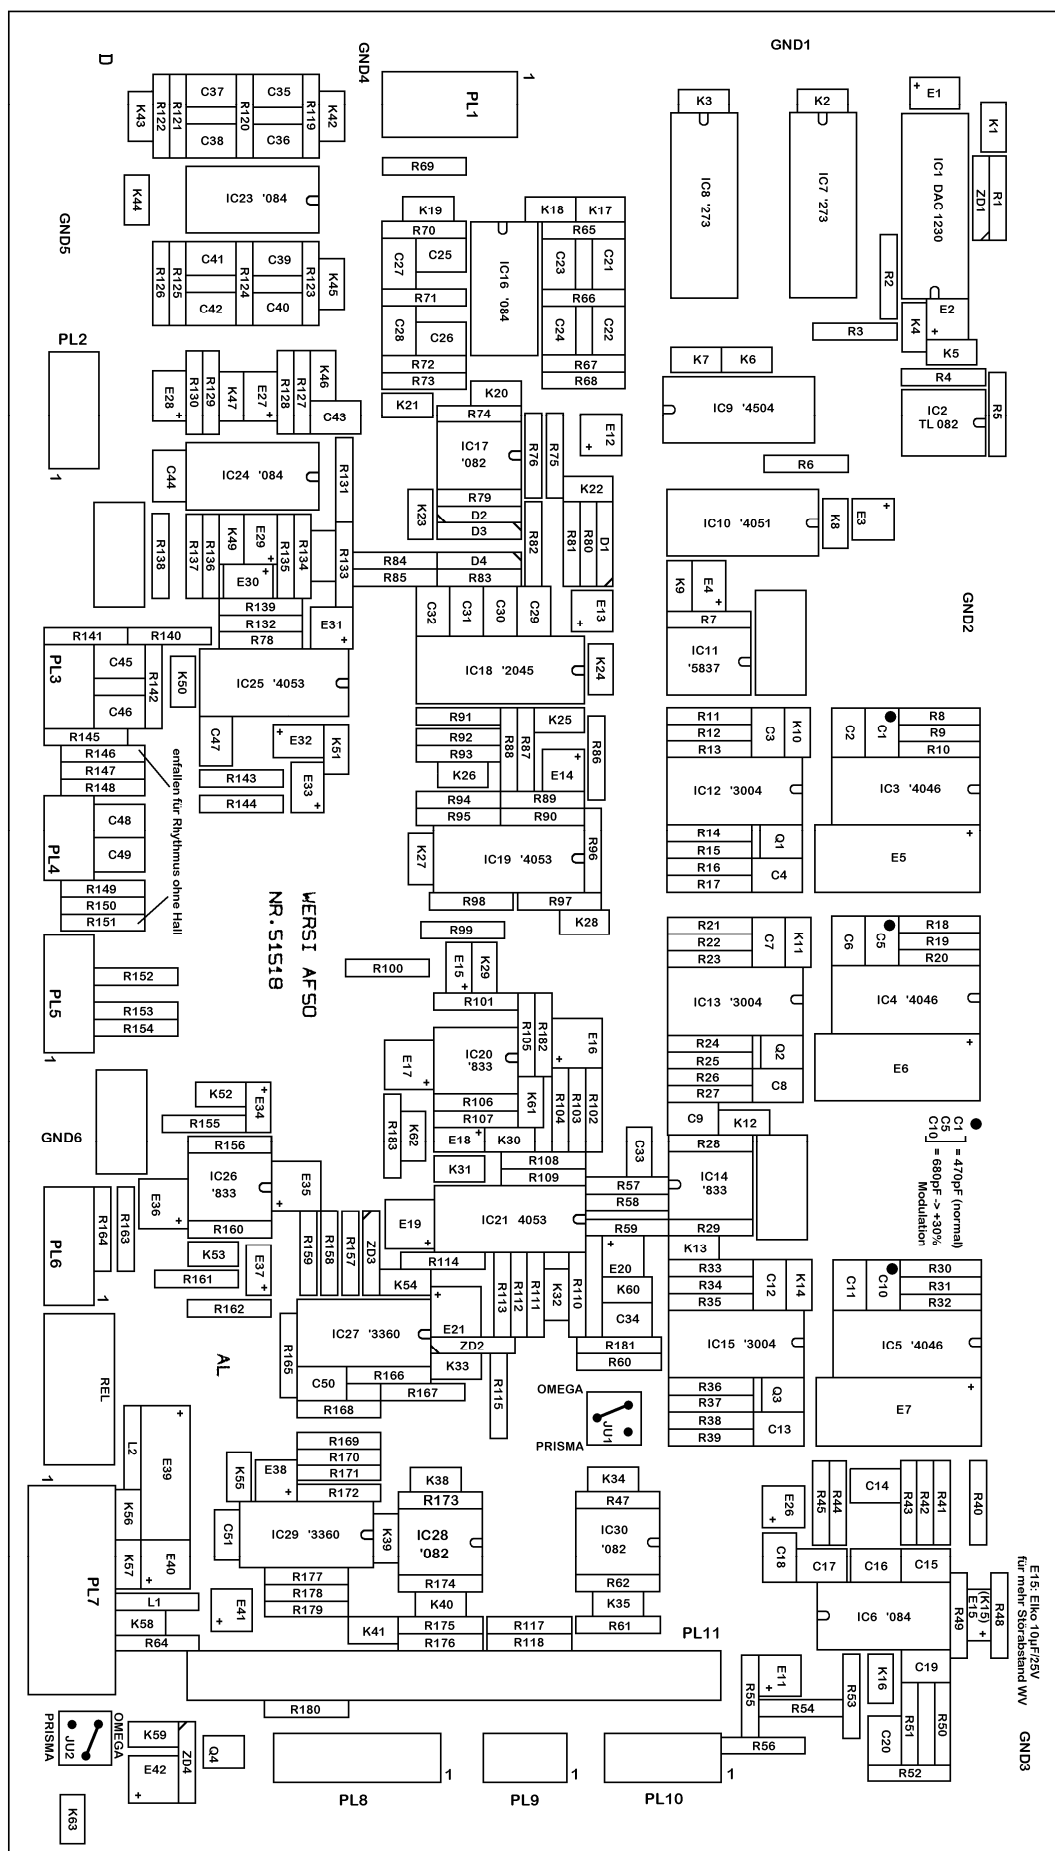 GND1
GND4
D
1
PL1
K43
R122
R121
C37
C38
R120
C35
C36
R119
K42
K3
K2
E1
+
K1
IC8 '273
IC7 '273
IC1 DAC 1230
R1
ZD1
R69
K44
IC23 '084
GND5
K19
K18
K17
R70
R65
C27
C25
IC16 '084
C23
C21
R71
R66
C28
C26
C24
C22
R72
R67
R73
R68
R126
R125
C41
C42
R124
C39
C40
R123
K45
R2
R3
K4
E2
+
K5
PL2
1
K7
K6
R4
IC9 '4504
IC2
TL 082
R5
E28
+
R130
R129
K47
E27
+
R128
R127
K46
C43
K21
K20
R74
IC17
'082
R76
R75
E12
+
R6
C44
IC24 '084
R131
K23
R79
D2
D3
R82
K22
R81
R80
D1
IC10 '4051
K8
E3
+
R138
R137
R136
K49
E29
+
E30
+
R135
R134
R133
R84
D4
R85
R83
K9
E4
+
R7
GND2
R139
R132
R78
E31
+
C32
C31
C30
C29
E13
+
IC11
'5837
R141
R140
PL3
C45
C46
R142
K50
IC25 '4053
IC18 '2045
K24
R145
R146
R147
R148
C47
E32
+
K51
E33
+
R143
R144
enfallen für Rhythmus ohne Hall
R91
R92
R93
K26
R88
R87
K25
E14
+
R86
R94
R89
R95
R90
R11
R12
R13
C3
K10
C2
C1
R8
R9
R10
IC12 '3004
IC3 '4046
PL4
C48
C49
R149
R150
R151
K27
IC19 '4053
R96
R98
R97
K28
R14
R15
R16
R17
Q1
C4
E5
+
WERSI AF50
NR.51518
R99
R100
E15
+
K29
R101
R21
R22
R23
C7
K11
C6
C5
R18
R19
R20
PL5
1
R152
R153
R154
IC13 '3004
IC4 '4046
E17
+
IC20
'833
R105
R182
E16
+
R24
R25
R26
R27
Q2
C8
E6
+
GND6
K52
E34
+
R155
R183
K62
R106
R107
K61
R104
R103
R102
E18
+
K30
C9
K12
C1
C5
C10
= 470pF (normal)
= 680pF -> +30%
Modulation
R156
IC26
'833
E35
+
E36
+
R160
K31
R108
R109
C33
R57
R58
R28
IC14
'833
R29
PL6
1
R164
R163
K53
R161
E37
+
R162
R159
R158
R157
ZD3
E19
+
IC21 4053
R59
R114
K54
R113
R112
R111
K32
R110
E20
+
K60
C34
K13
R33
R34
R35
C12
K14
C11
C10
R30
R31
R32
REL
AL
R165
IC27 '3360
E21
+
ZD2
K33
C50
R166
R167
R168
R115
R181
R60
IC15 '3004
IC5 '4046
OMEGA
JU1
PRISMA
R36
R37
R38
R39
Q3
C13
E7
+
L2
E39
+
1
PL7
K56
K57
E40
+
K55
E38
+
R169
R170
R171
R172
K38
R173
K34
R47
C51
IC29 '3360
K39
IC28
'082
IC30
'082
E26
+
R45
R44
C14
R43
R42
R41
R40
C18
C17
C16
C15
IC6 '084
R49
(K15)
E15
+
R48
E15: Elko 10µF/25V
für mehr Störabstand WV
L1
K58
R64
E41
+
R177
R178
R179
R174
K40
K41
R175
R176
R117
R118
R62
K35
R61
PL11
R180
R55
E11
+
R54
R53
K16
C19
C20
R51
R50
R52
R56
GND3
OMEGA
JU2
PRISMA
K59
E42
+
ZD4
Q4
1
1
1
PL8
PL9
PL10
K63